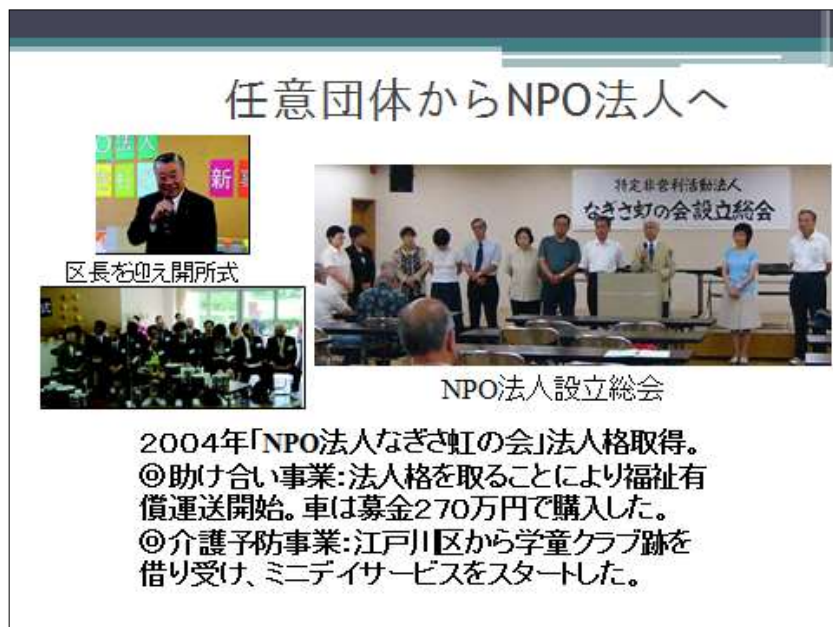 任意団体からNPO法人へ
O法人
新
区長を迎え開所式
特定非営利活動法人
なぎさ虹の会設立総会
NPO法人設立総会
2004年「NPO法人なぎさ虹の会」法人格取得。
◎助け合い事業:法人格を取ることにより福祉有
償運送開始。車は募金270万円で購入した。
◎介護予防事業:江戸川区から学童クラブ跡を
借り受け、ミニデイサービスをスタートした。